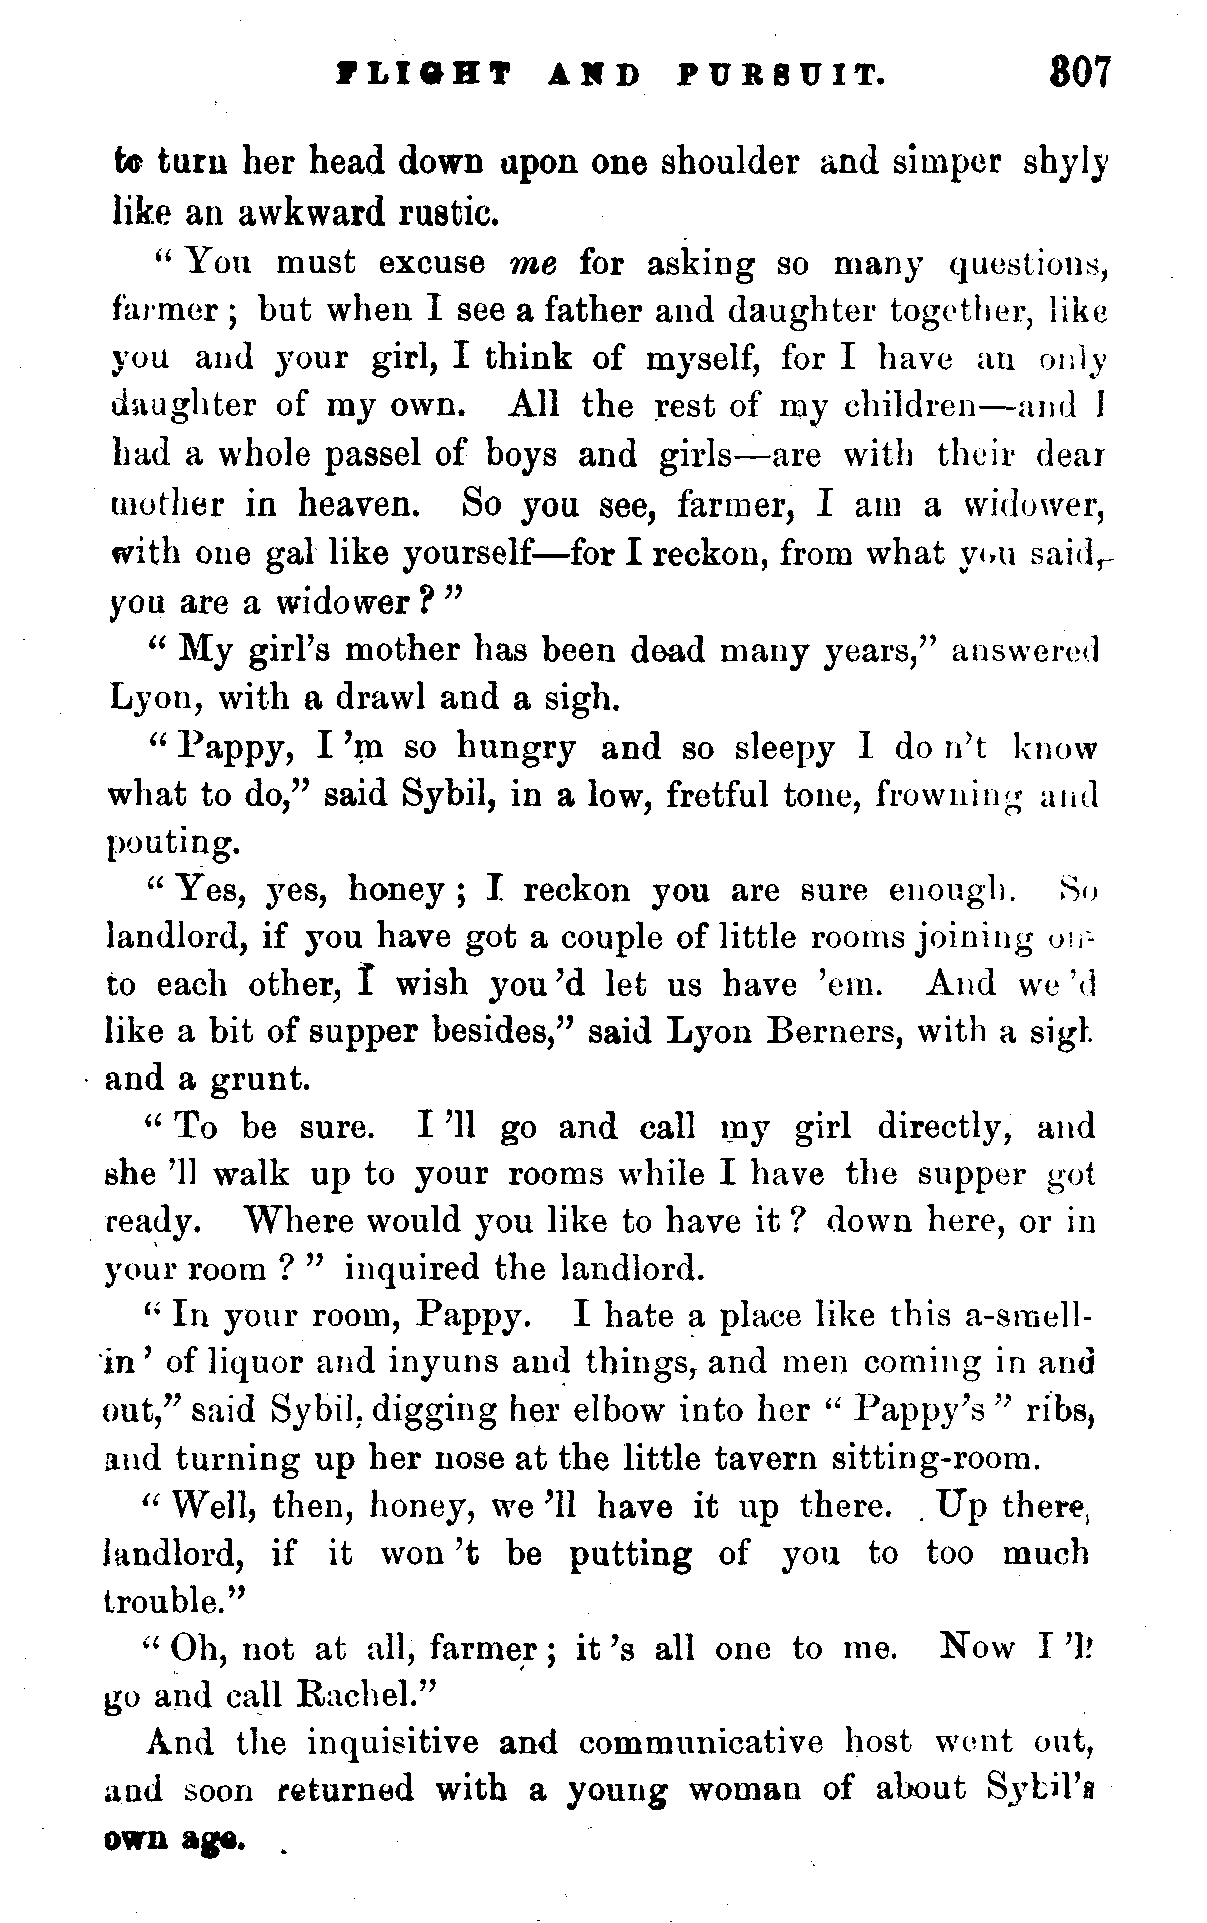 FLIGHT AND PURSUIT. 307
to turn her head down upon one shoulder and simper shyly
like an awkward rustic.
“ You must excuse me for asking so many questions,
farmer ; but when I see a father and daughter together, like
you and your girl, I think of myself, for I have an only
daughter of my own. All the rest of my children—and I
had a whole passel of boys and girls—are with their dear
mother in heaven. So you see, farmer, I am a widower,
with one gal like yourself—for I reckon, from what you said,
you are a widower ? ”
“ My girl’s mother has been dead many years,” answered
Lyon, with a drawl and a sigh.
“ Pappy, I ’m so hungry and so sleepy I do n’t know
what to do,” said Sybil, in a low, fretful tone, frowning and
pouting.
“ Yes, yes, honey ; I reckon you are sure enough. So
landlord, if you have got a couple of little rooms joining on-
to each other, I wish you ’d let us have ’em. And we ’d
like a bit of supper besides,” said Lyon Berners, with a sigh
and a grunt.
“ To be sure. I ’ll go and call my girl directly, and
she ’ll walk up to your rooms while I have the supper got
ready. Where would you like to have it ? down here, or in
your room ? ” inquired the landlord.
“ In your room, Pappy. I hate a place like this a-smell-
in ’ of liquor and inyuns and things, and men coming in and
out,” said Sybil, digging her elbow into her “ Pappy’s ” ribs,
and turning up her nose at the little tavern sitting-room.
“ Well, then, honey, we ’ll have it up there. Up there,
landlord, if it won ’t be putting of you to too much
trouble.”
“ Oh, not at all, farmer ; it ’s all one to me. Now I ’ll
go and call Rachel.”
And the inquisitive and communicative host went out,
and soon returned with a young woman of about Sybil’s
own age.